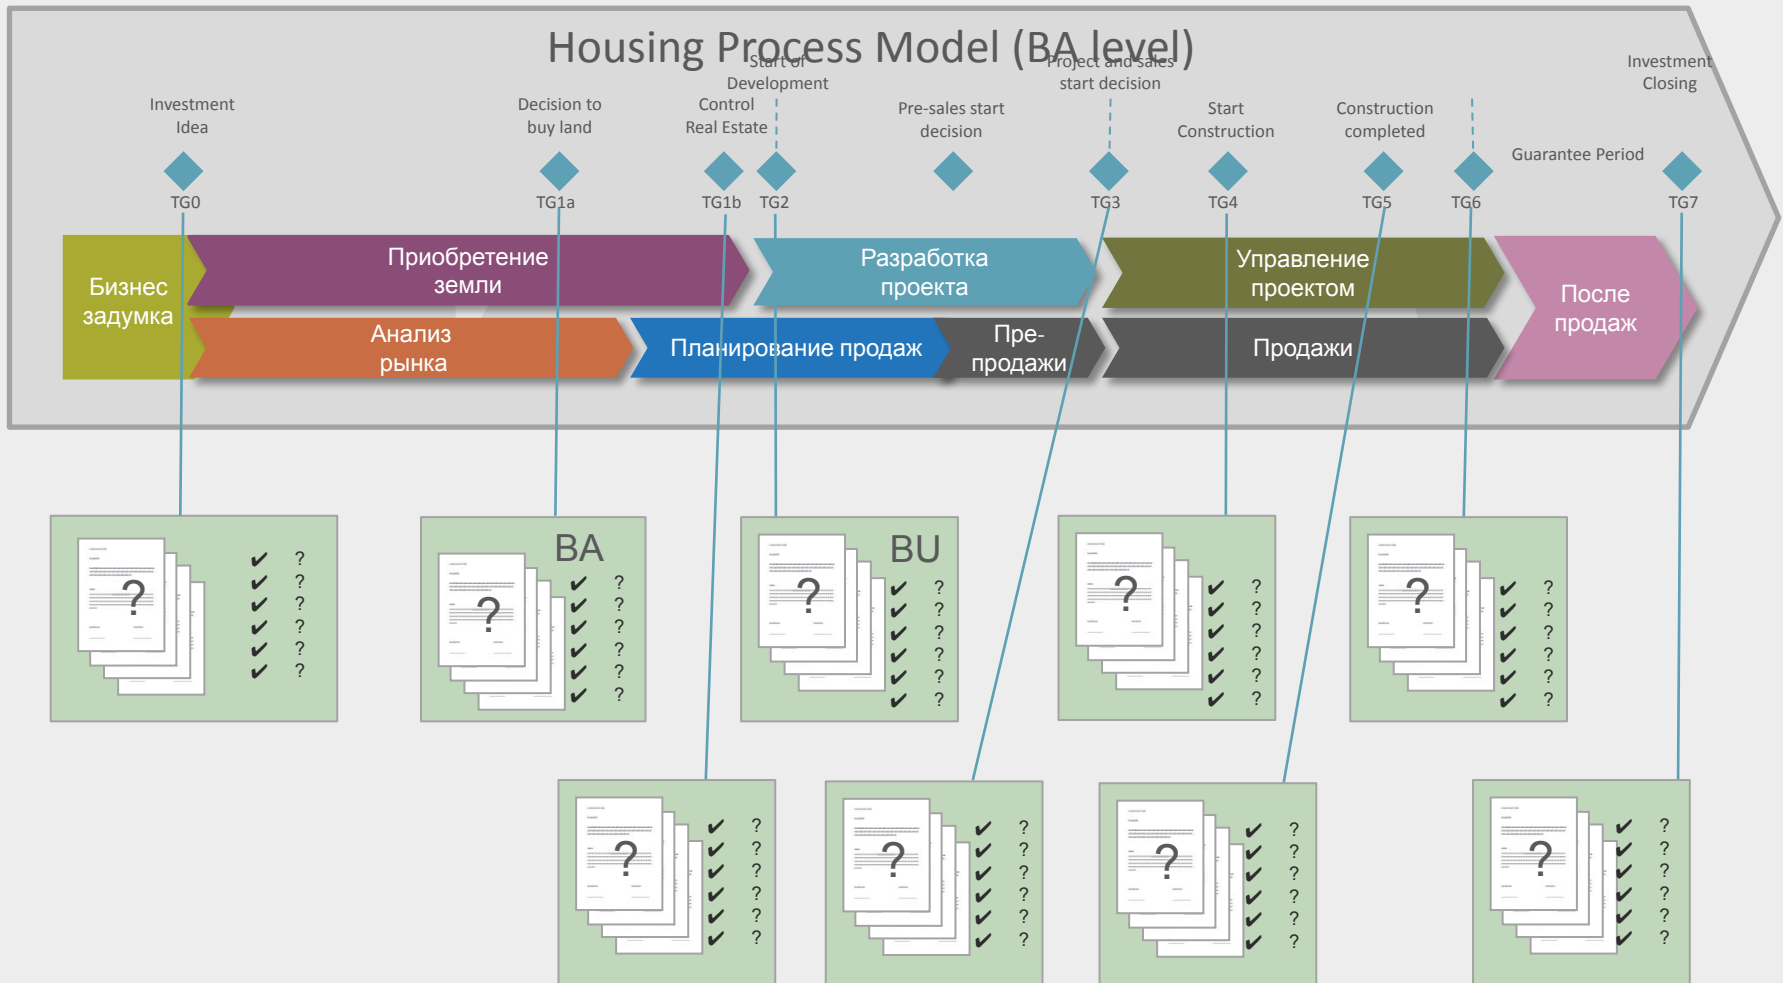 Housing Process Model (BA level)
Start of
Development
Project and sales
start decision
Investment
Closing
Investment
Idea
Decision to
buy land
Control
Real Estate
Pre-sales start
decision
Start
Construction
Construction
completed
Guarantee Period
TG0
TG1a
TG1b
TG2
TG3
TG4
TG5
TG6
TG7
Бизнес
задумка
Приобретение
земли
Разработка
проекта
Управление
проектом
После
продаж
Анализ
рынка
Планирование продаж
Пре-
продажи
Продажи
?
✔ ?
✔ ?
✔ ?
✔ ?
✔ ?
✔ ?
BA
?
✔ ?
✔ ?
✔ ?
✔ ?
✔ ?
✔ ?
BU
?
✔ ?
✔ ?
✔ ?
✔ ?
✔ ?
✔ ?
?
✔ ?
✔ ?
✔ ?
✔ ?
✔ ?
✔ ?
?
✔ ?
✔ ?
✔ ?
✔ ?
✔ ?
✔ ?
?
✔ ?
✔ ?
✔ ?
✔ ?
✔ ?
✔ ?
?
✔ ?
✔ ?
✔ ?
✔ ?
✔ ?
✔ ?
?
✔ ?
✔ ?
✔ ?
✔ ?
✔ ?
✔ ?
?
✔ ?
✔ ?
✔ ?
✔ ?
✔ ?
✔ ?